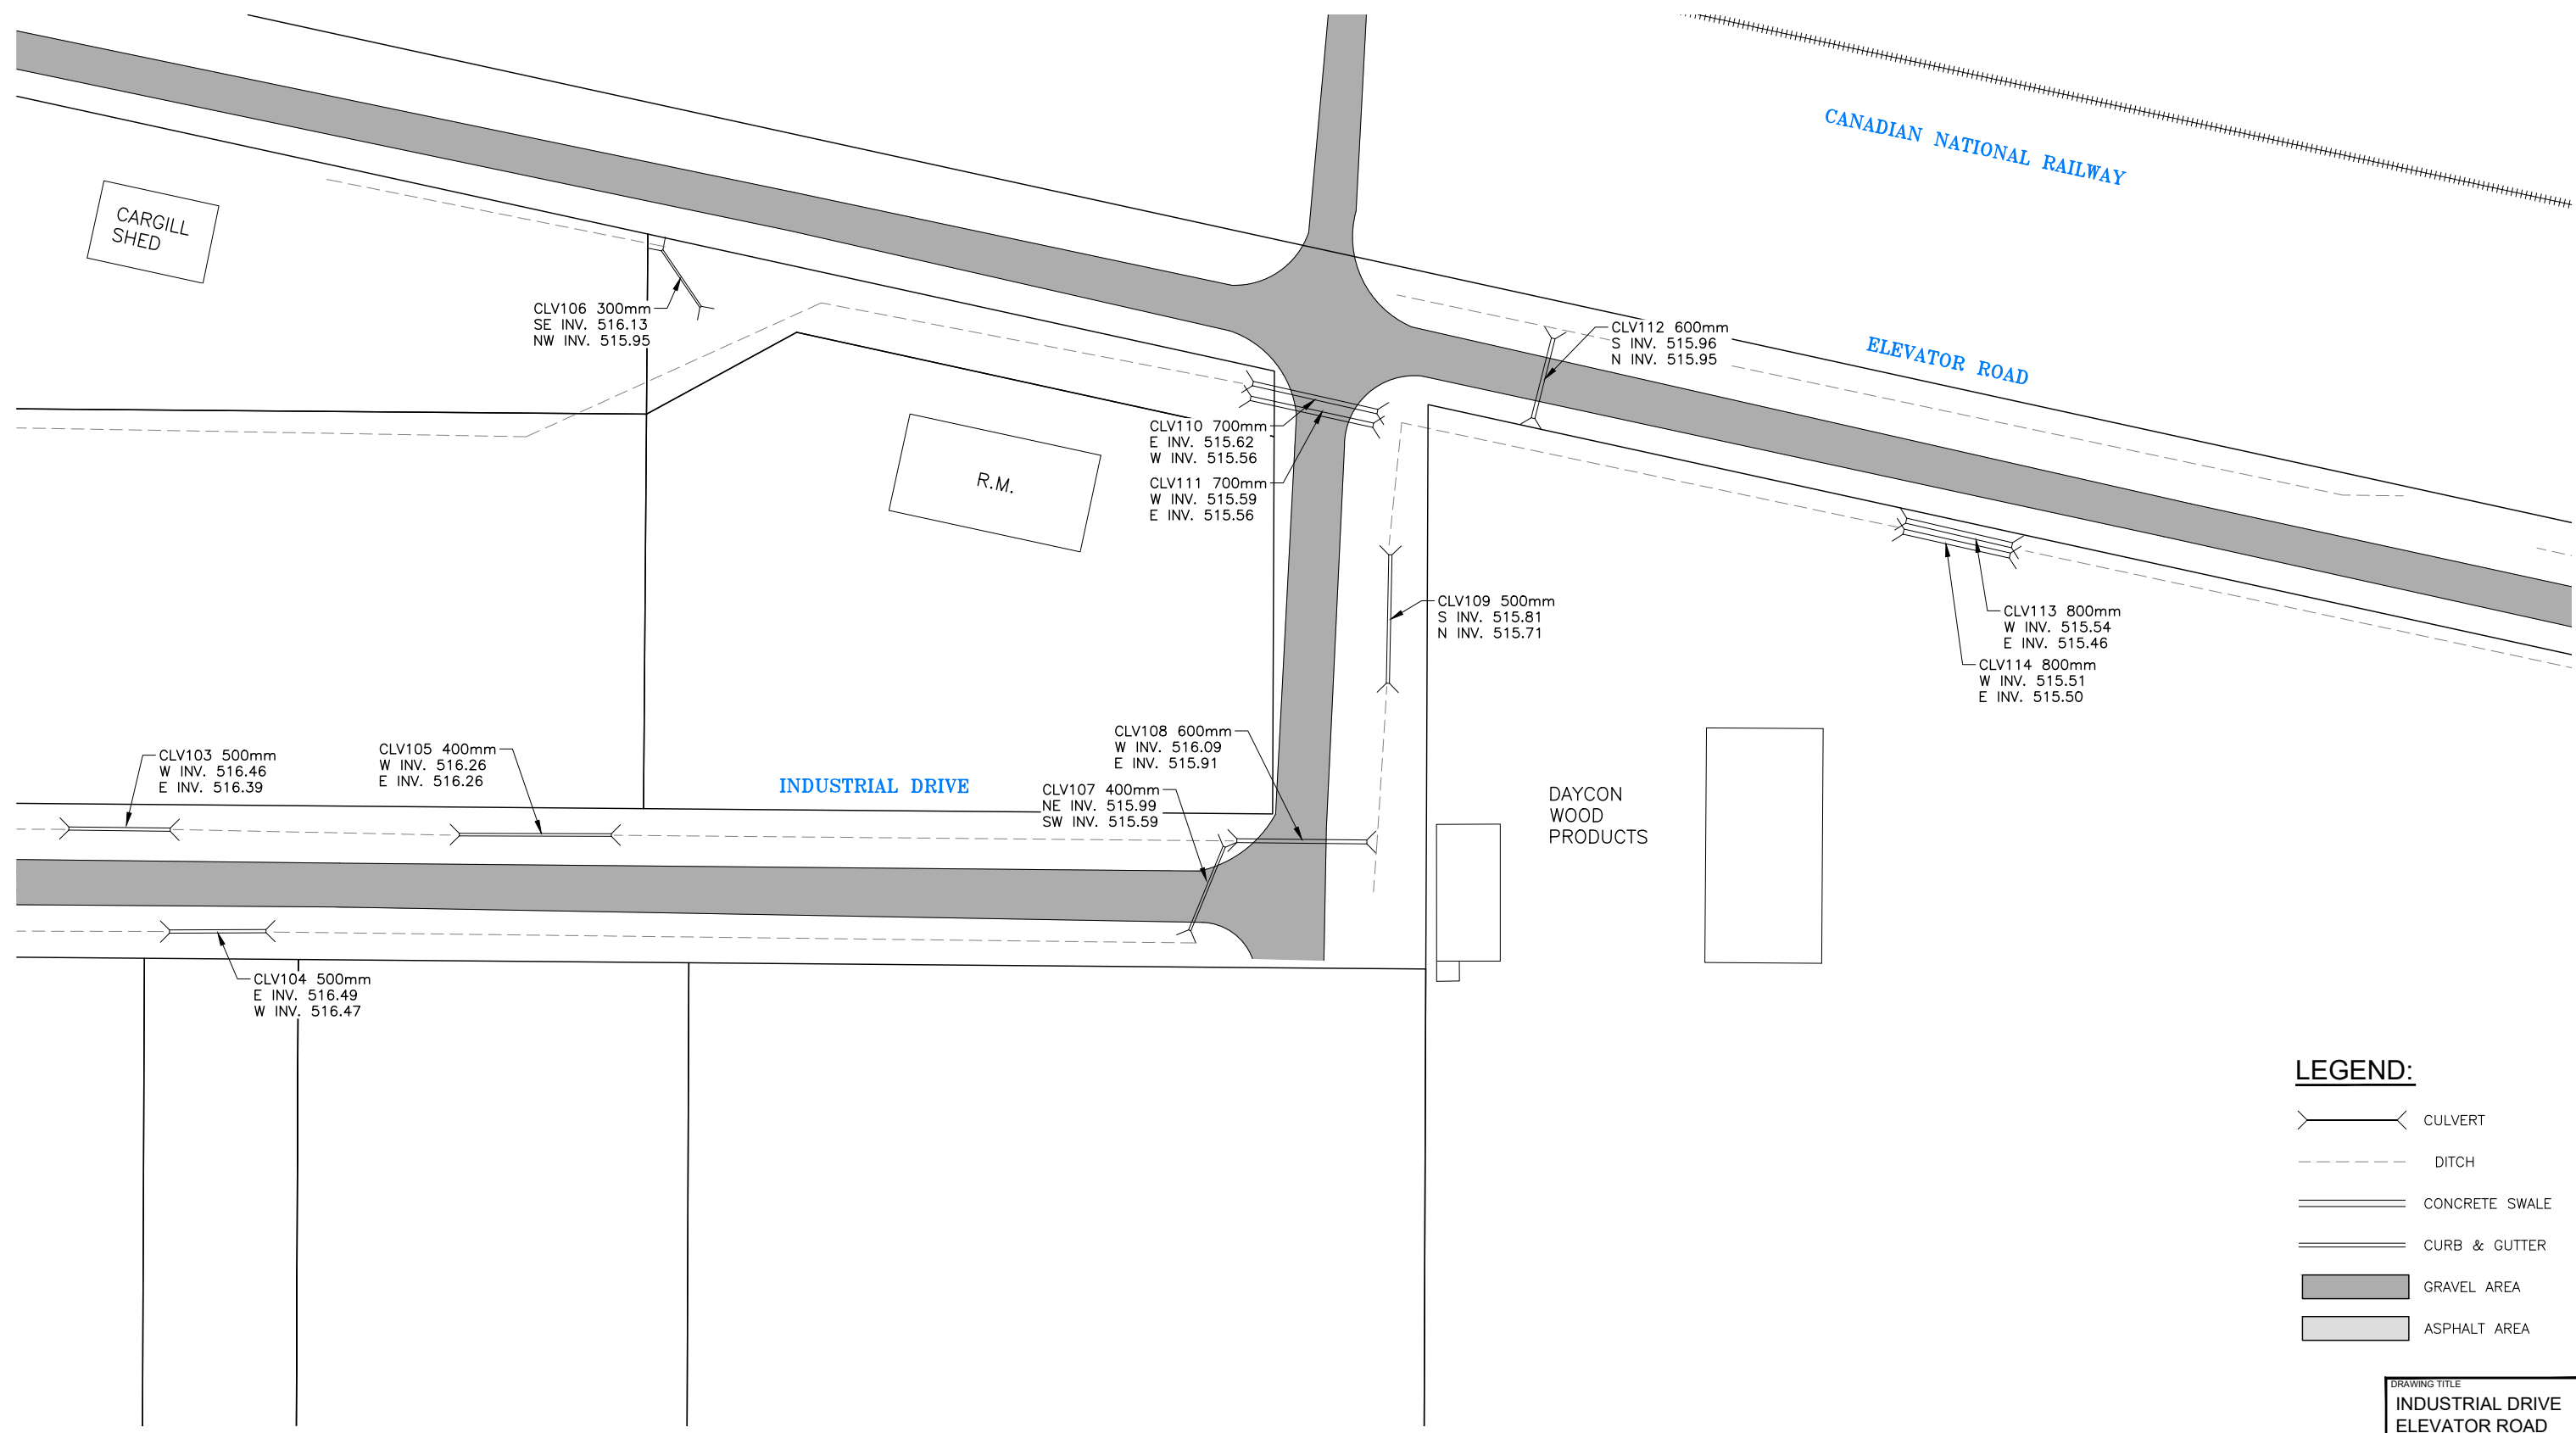 CANADIAN NATIONAL RAILWAY
CARGILL
SHED
CLV106 300mm
SE INV. 516.13
NW INV. 515.95
CLV112 600mm
S INV. 515.96
N INV. 515.95
ELEVATOR ROAD
CLV110 700mm
E INV. 515.62
W INV. 515.56
R.M.
CLV111 700mm
W INV. 515.59
E INV. 515.56
CLV109 500mm
S INV. 515.81
N INV. 515.71
CLV113 800mm
W INV. 515.54
E INV. 515.46
CLV114 800mm
W INV. 515.51
E INV. 515.50
CLV103 500mm
W INV. 516.46
E INV. 516.39
CLV105 400mm
W INV. 516.26
E INV. 516.26
INDUSTRIAL DRIVE
CLV108 600mm
W INV. 516.09
E INV. 515.91
CLV107 400mm
NE INV. 515.99
SW INV. 515.59
DAYCON
WOOD
PRODUCTS
CLV104 500mm
E INV. 516.49
W INV. 516.47
LEGEND:
CULVERT
DITCH
CONCRETE SWALE
CURB & GUTTER
GRAVEL AREA
ASPHALT AREA
DRAWING TITLE
INDUSTRIAL DRIVE
ELEVATOR ROAD